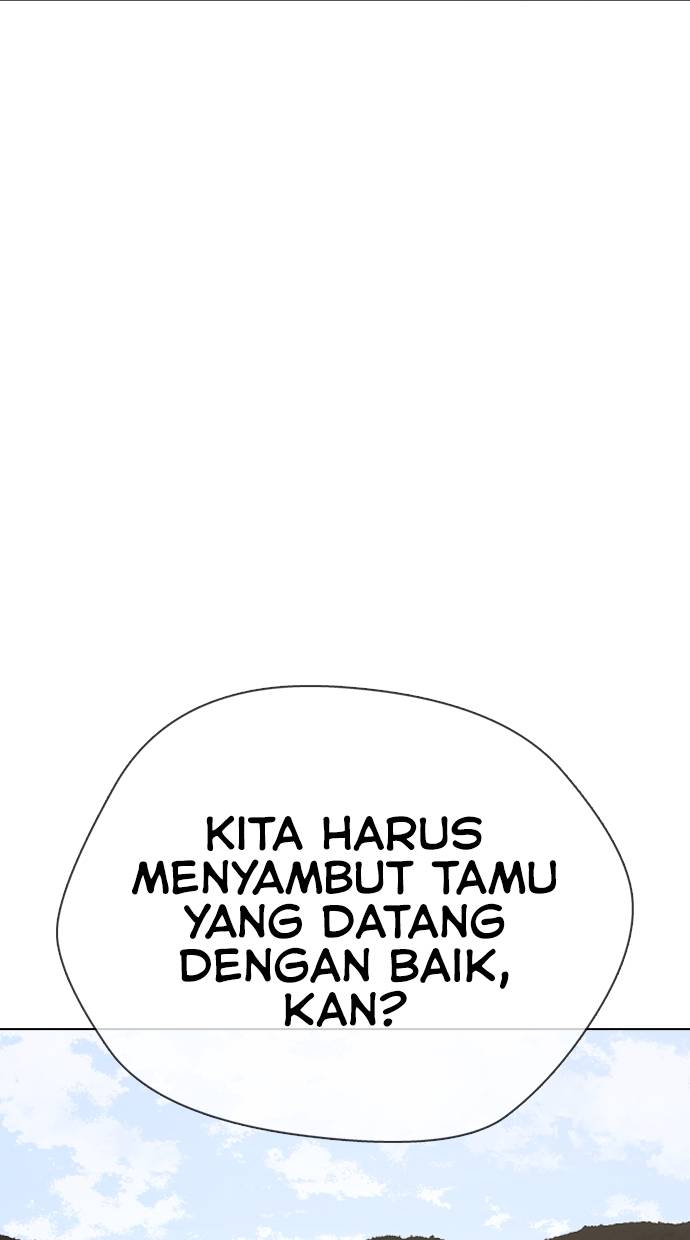 KITA HARUS
MENYAMBUT TAMU
YANG DATANG
DENGAN BAIK,
KAN?